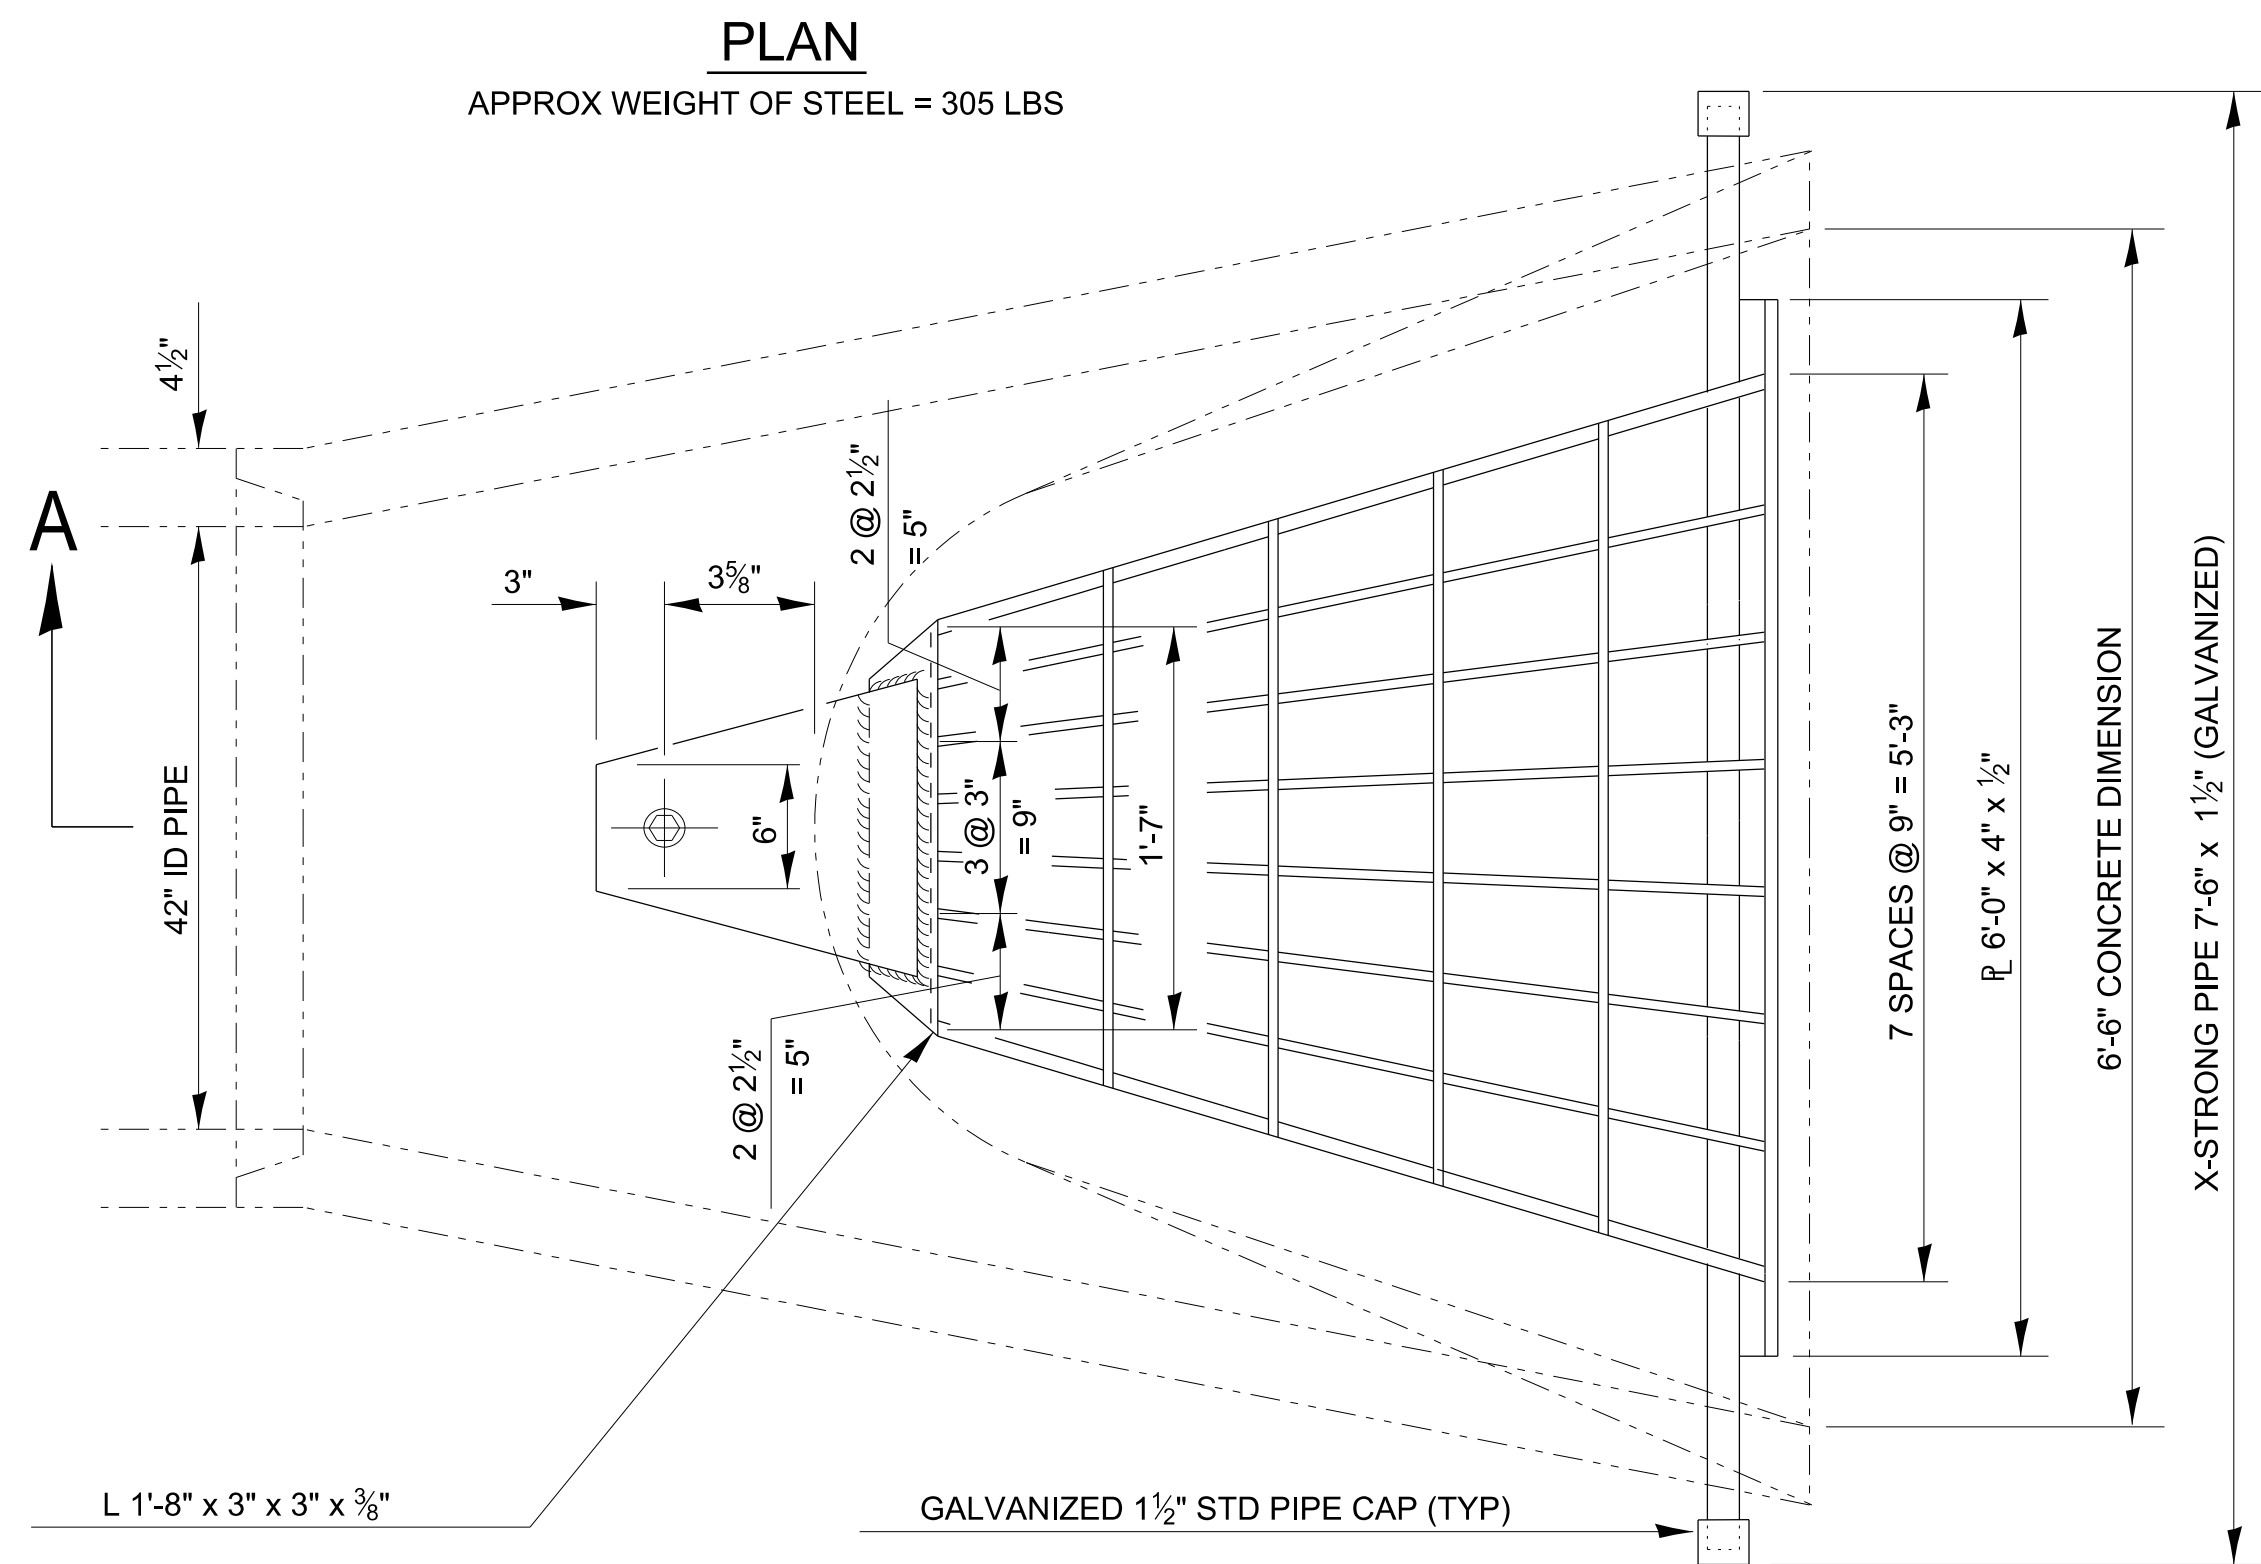 PLAN
APPROX WEIGHT OF STEEL = 305 LBS
4½"
A
42" ID PIPE
3"
3⅝"
2 @ 2½"
= 5"
6"
3 @ 3"
= 9"
1'-7"
2 @ 2½"
= 5"
7 SPACES @ 9" = 5'-3"
℄ 6'-0" x 4" x ½"
6'-6" CONCRETE DIMENSION
X-STRONG PIPE 7'-6" x 1½" (GALVANIZED)
L 1'-8" x 3" x 3" x ⅜"
GALVANIZED 1½" STD PIPE CAP (TYP)